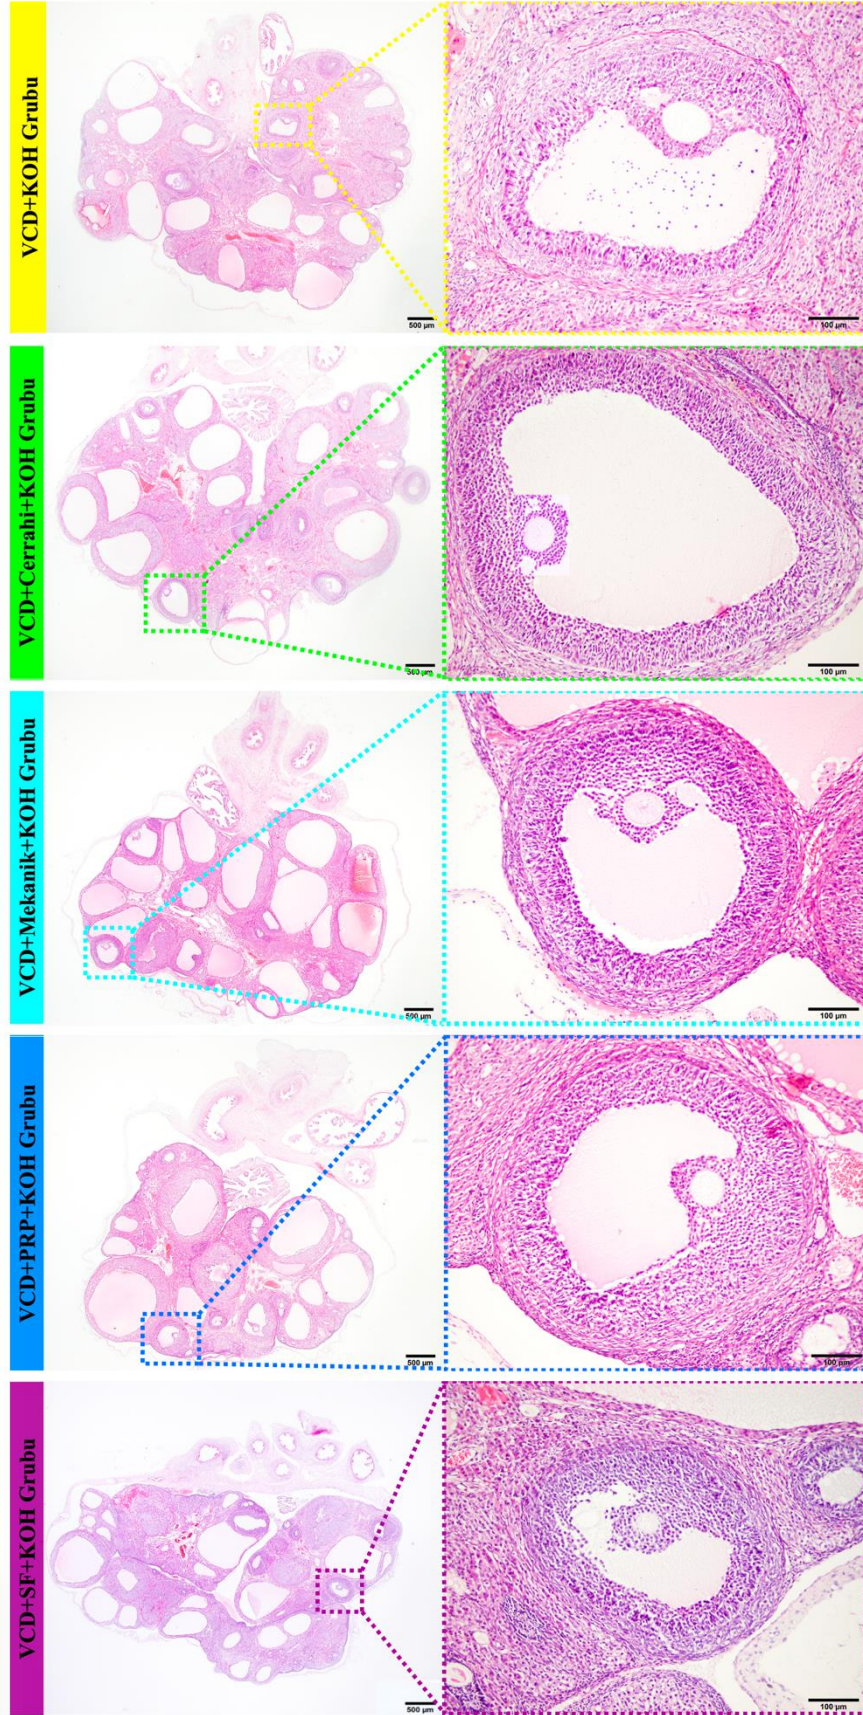 VCD+KOH Grubu
500 µm
100 µm
VCD+Cerrahi+KOH Grubu
500 µm
100 µm
VCD+Mekanik+KOH Grubu
500 µm
100 µm
VCD+PRP+KOH Grubu
500 µm
100 µm
VCD+SF+KOH Grubu
500 µm
100 µm